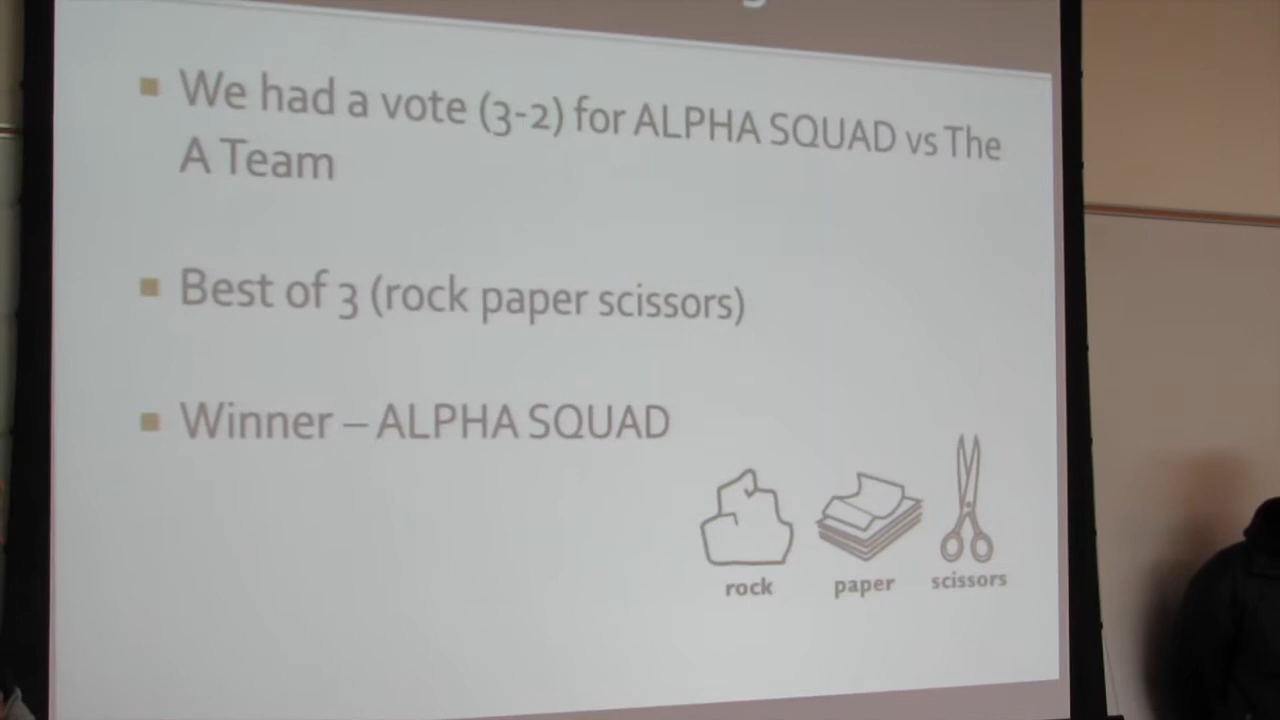 We had a vote (3-2) for ALPHA SQUAD vs The
A Team
Best of 3 (rock paper scissors)
Winner – ALPHA SQUAD
rock paper scissors